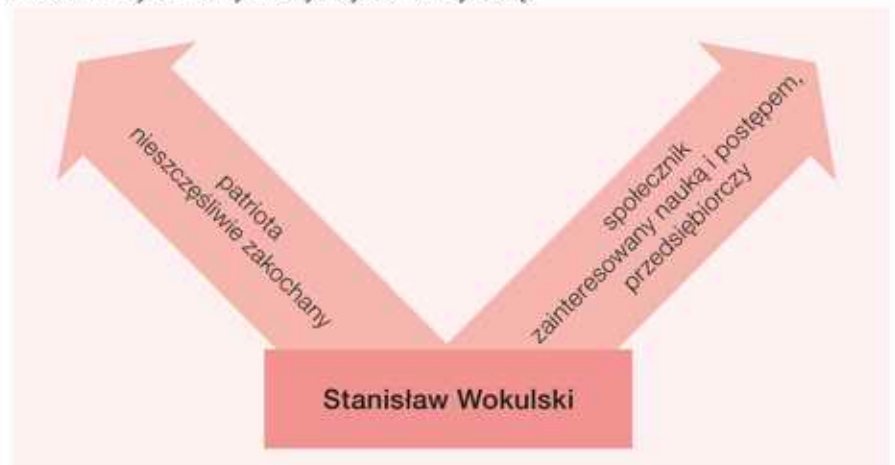 patriota
nieszczęśliwie zakochany
społecznik
zainteresowany nauką i postępem,
przedsiębiorczy
Stanisław Wokulski